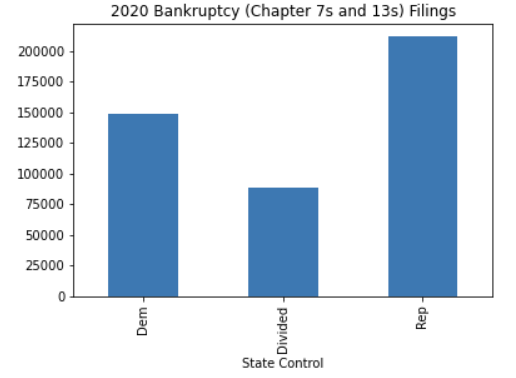 2020 Bankruptcy (Chapter 7s and 13s) Filings
200000
175000
150000
125000
100000
75000
50000
25000
0
Dem
Divided
Rep
State Control